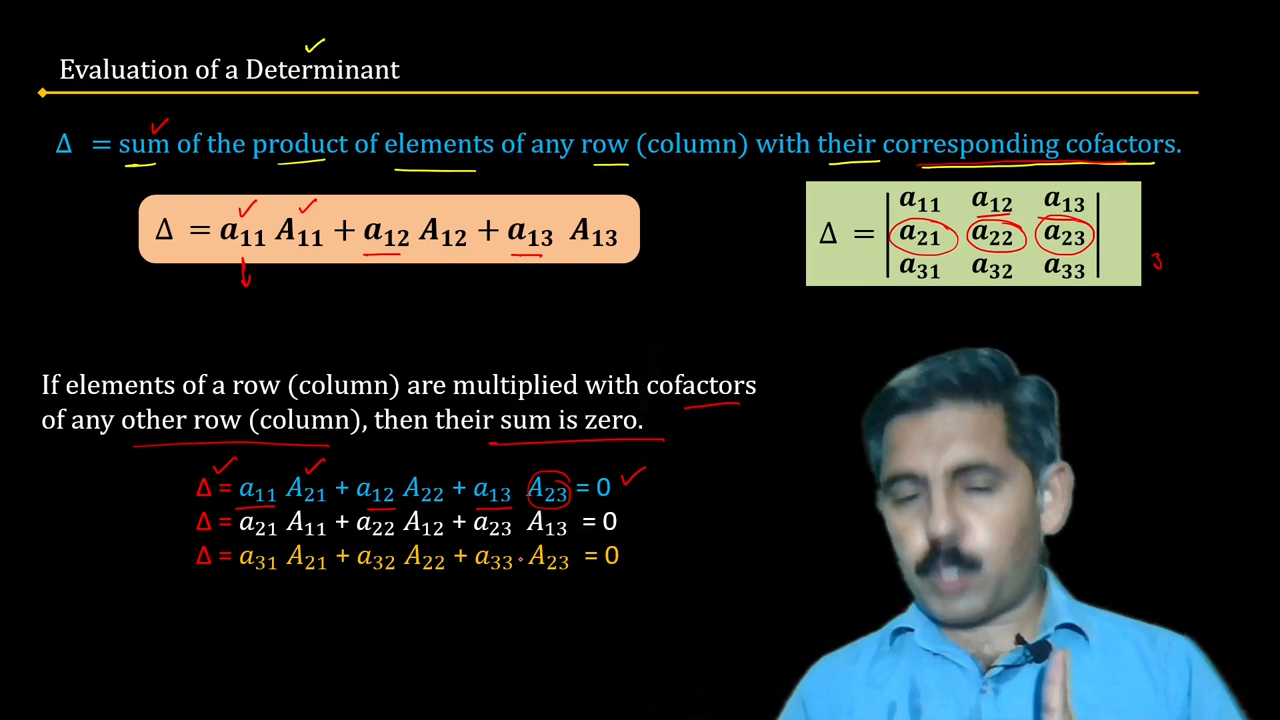 Evaluation of a Determinant
Δ = sum of the product of elements of any row (column) with their corresponding cofactors.
Δ = a₁₁ A₁₁ + a₁₂ A₁₂ + a₁₃ A₁₃
a₁₁ a₁₂ a₁₃
Δ = a₂₁ a₂₂ a₂₃
a₃₁ a₃₂ a₃₃
If elements of a row (column) are multiplied with cofactors
of any other row (column), then their sum is zero.
Δ = a₁₁ A₂₁ + a₁₂ A₂₂ + a₁₃ A₂₃ = 0
Δ = a₂₁ A₁₁ + a₂₂ A₁₂ + a₂₃ A₁₃ = 0
Δ = a₃₁ A₂₁ + a₃₂ A₂₂ + a₃₃ A₂₃ = 0